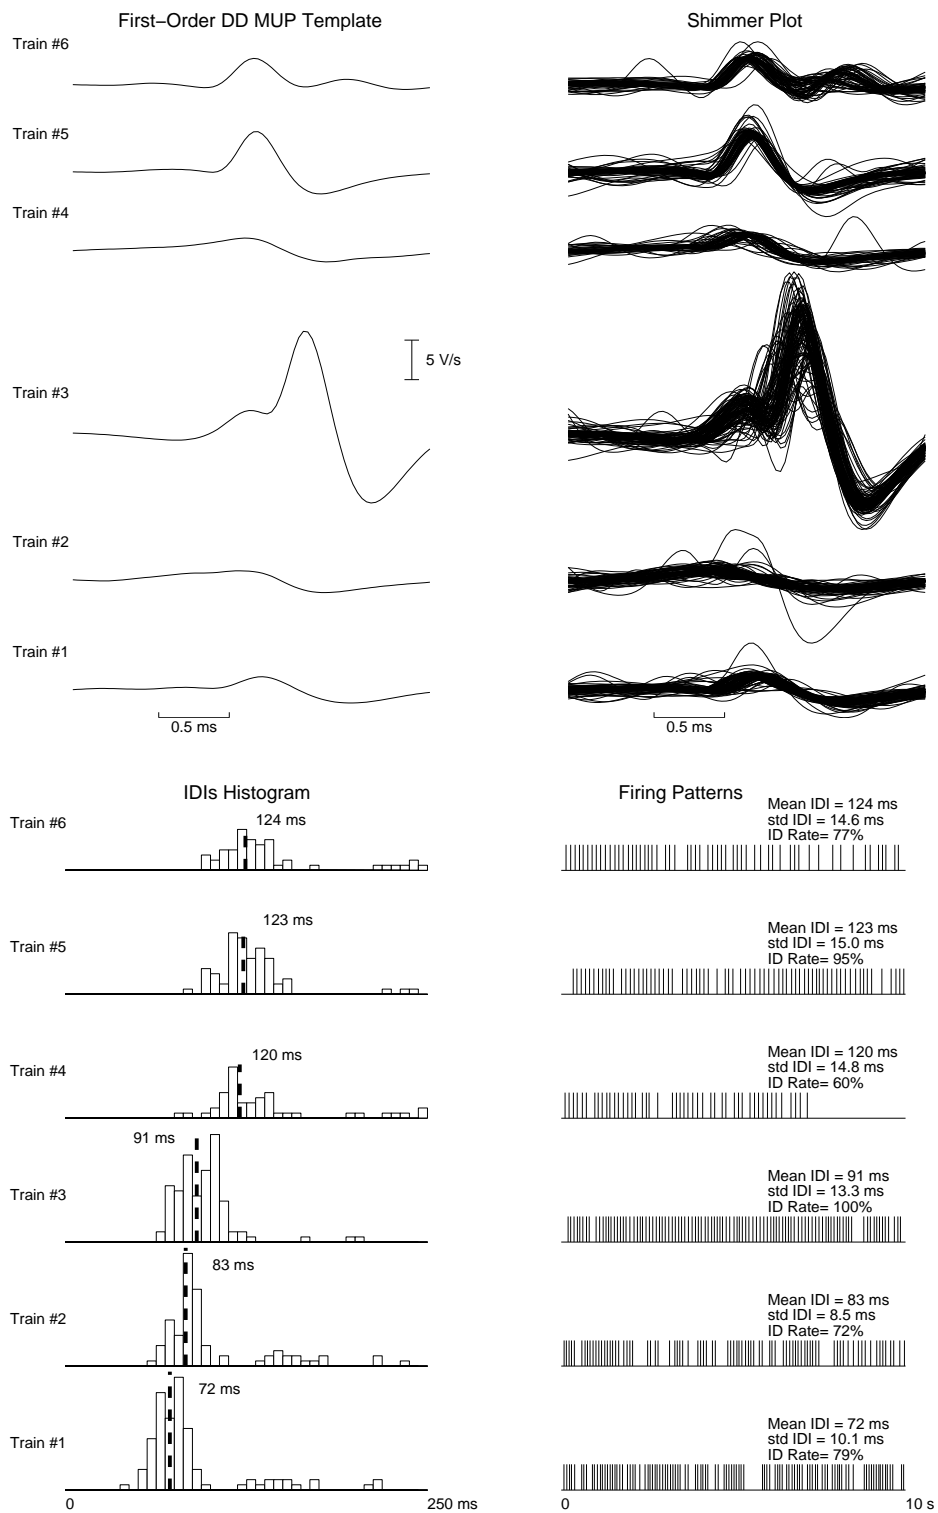 First–Order DD MUP Template
Shimmer Plot
Train #6
Train #5
Train #4
Train #3
5 V/s
Train #2
Train #1
0.5 ms
0.5 ms
IDIs Histogram
Firing Patterns
Train #6
124 ms
Mean IDI = 124 ms
std IDI = 14.6 ms
ID Rate= 77%
Train #5
123 ms
Mean IDI = 123 ms
std IDI = 15.0 ms
ID Rate= 95%
Train #4
120 ms
Mean IDI = 120 ms
std IDI = 14.8 ms
ID Rate= 60%
Train #3
91 ms
Mean IDI = 91 ms
std IDI = 13.3 ms
ID Rate= 100%
Train #2
83 ms
Mean IDI = 83 ms
std IDI = 8.5 ms
ID Rate= 72%
Train #1
72 ms
Mean IDI = 72 ms
std IDI = 10.1 ms
ID Rate= 79%
0
250 ms
0
10 s